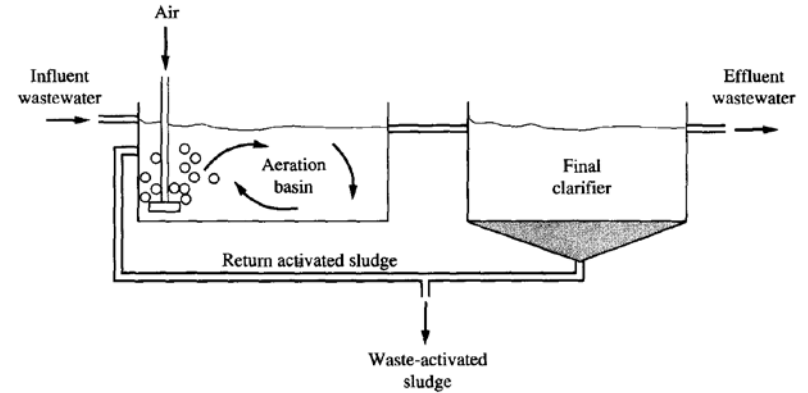 Air
Influent
wastewater
Effluent
wastewater
Aeration
basin
Final
clarifier
Return activated sludge
Waste-activated
sludge